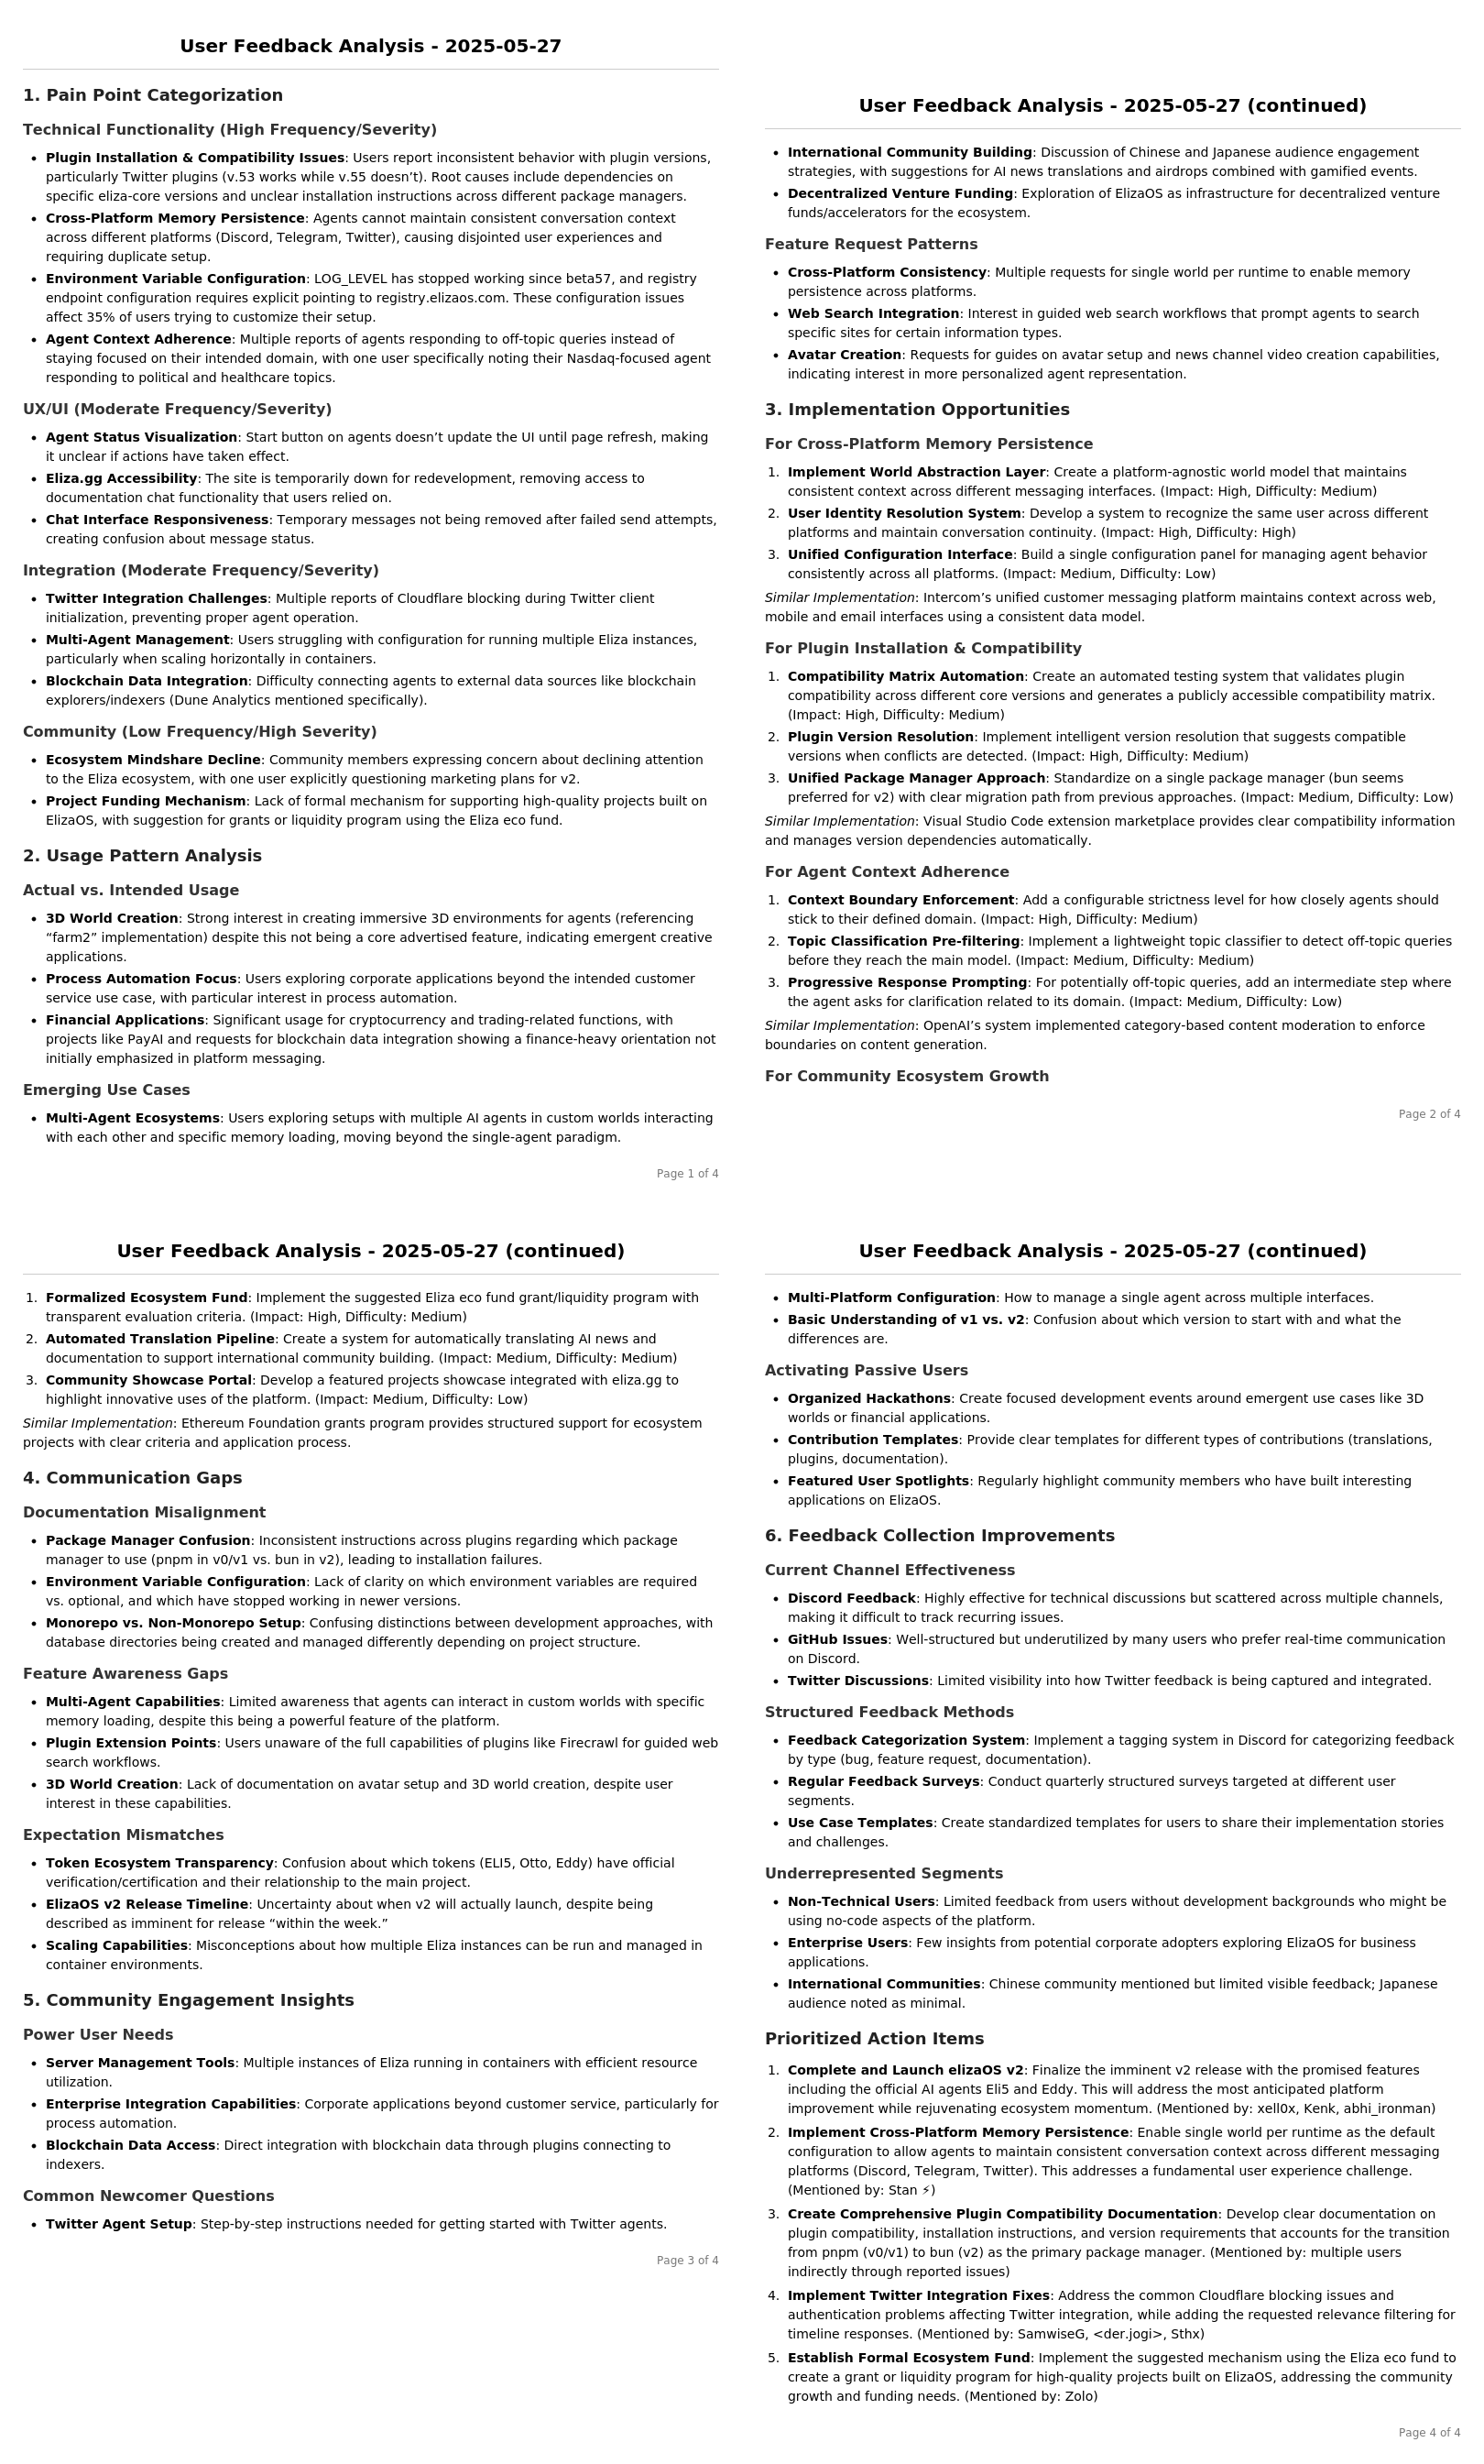 User Feedback Analysis - 2025-05-27
1. Pain Point Categorization
Technical Functionality (High Frequency/Severity)
• Plugin Installation & Compatibility Issues: Users report inconsistent behavior with plugin versions,
particularly Twitter plugins (v.53 works while v.55 doesn’t). Root causes include dependencies on
specific eliza-core versions and unclear installation instructions across different package managers.
• Cross-Platform Memory Persistence: Agents cannot maintain consistent conversation context
across different platforms (Discord, Telegram, Twitter), causing disjointed user experiences and
requiring duplicate setup.
• Environment Variable Configuration: LOG_LEVEL has stopped working since beta57, and registry
endpoint configuration requires explicit pointing to registry.elizaos.com. These configuration issues
affect 35% of users trying to customize their setup.
• Agent Context Adherence: Multiple reports of agents responding to off-topic queries instead of
staying focused on their intended domain, with one user specifically noting their Nasdaq-focused agent
responding to political and healthcare topics.
UX/UI (Moderate Frequency/Severity)
• Agent Status Visualization: Start button on agents doesn’t update the UI until page refresh, making
it unclear if actions have taken effect.
• Eliza.gg Accessibility: The site is temporarily down for redevelopment, removing access to
documentation chat functionality that users relied on.
• Chat Interface Responsiveness: Temporary messages not being removed after failed send attempts,
creating confusion about message status.
Integration (Moderate Frequency/Severity)
• Twitter Integration Challenges: Multiple reports of Cloudflare blocking during Twitter client
initialization, preventing proper agent operation.
• Multi-Agent Management: Users struggling with configuration for running multiple Eliza instances,
particularly when scaling horizontally in containers.
• Blockchain Data Integration: Difficulty connecting agents to external data sources like blockchain
explorers/indexers (Dune Analytics mentioned specifically).
Community (Low Frequency/High Severity)
• Ecosystem Mindshare Decline: Community members expressing concern about declining attention
to the Eliza ecosystem, with one user explicitly questioning marketing plans for v2.
• Project Funding Mechanism: Lack of formal mechanism for supporting high-quality projects built on
ElizaOS, with suggestion for grants or liquidity program using the Eliza eco fund.
2. Usage Pattern Analysis
Actual vs. Intended Usage
• 3D World Creation: Strong interest in creating immersive 3D environments for agents (referencing
“farm2” implementation) despite this not being a core advertised feature, indicating emergent creative
applications.
• Process Automation Focus: Users exploring corporate applications beyond the intended customer
service use case, with particular interest in process automation.
• Financial Applications: Significant usage for cryptocurrency and trading-related functions, with
projects like PayAI and requests for blockchain data integration showing a finance-heavy orientation not
initially emphasized in platform messaging.
Emerging Use Cases
• Multi-Agent Ecosystems: Users exploring setups with multiple AI agents in custom worlds interacting
with each other and specific memory loading, moving beyond the single-agent paradigm.
Page 1 of 4
User Feedback Analysis - 2025-05-27 (continued)
• International Community Building: Discussion of Chinese and Japanese audience engagement
strategies, with suggestions for AI news translations and airdrops combined with gamified events.
• Decentralized Venture Funding: Exploration of ElizaOS as infrastructure for decentralized venture
funds/accelerators for the ecosystem.
Feature Request Patterns
• Cross-Platform Consistency: Multiple requests for single world per runtime to enable memory
persistence across platforms.
• Web Search Integration: Interest in guided web search workflows that prompt agents to search
specific sites for certain information types.
• Avatar Creation: Requests for guides on avatar setup and news channel video creation capabilities,
indicating interest in more personalized agent representation.
3. Implementation Opportunities
For Cross-Platform Memory Persistence
1. Implement World Abstraction Layer: Create a platform-agnostic world model that maintains
consistent context across different messaging interfaces. (Impact: High, Difficulty: Medium)
2. User Identity Resolution System: Develop a system to recognize the same user across different
platforms and maintain conversation continuity. (Impact: High, Difficulty: High)
3. Unified Configuration Interface: Build a single configuration panel for managing agent behavior
consistently across all platforms. (Impact: Medium, Difficulty: Low)
Similar Implementation: Intercom’s unified customer messaging platform maintains context across web,
mobile and email interfaces using a consistent data model.
For Plugin Installation & Compatibility
1. Compatibility Matrix Automation: Create an automated testing system that validates plugin
compatibility across different core versions and generates a publicly accessible compatibility matrix.
(Impact: High, Difficulty: Medium)
2. Plugin Version Resolution: Implement intelligent version resolution that suggests compatible
versions when conflicts are detected. (Impact: High, Difficulty: Medium)
3. Unified Package Manager Approach: Standardize on a single package manager (bun seems
preferred for v2) with clear migration path from previous approaches. (Impact: Medium, Difficulty: Low)
Similar Implementation: Visual Studio Code extension marketplace provides clear compatibility information
and manages version dependencies automatically.
For Agent Context Adherence
1. Context Boundary Enforcement: Add a configurable strictness level for how closely agents should
stick to their defined domain. (Impact: High, Difficulty: Medium)
2. Topic Classification Pre-filtering: Implement a lightweight topic classifier to detect off-topic queries
before they reach the main model. (Impact: Medium, Difficulty: Medium)
3. Progressive Response Prompting: For potentially off-topic queries, add an intermediate step where
the agent asks for clarification related to its domain. (Impact: Medium, Difficulty: Low)
Similar Implementation: OpenAI’s system implemented category-based content moderation to enforce
boundaries on content generation.
For Community Ecosystem Growth
Page 2 of 4
User Feedback Analysis - 2025-05-27 (continued)
1. Formalized Ecosystem Fund: Implement the suggested Eliza eco fund grant/liquidity program with
transparent evaluation criteria. (Impact: High, Difficulty: Medium)
2. Automated Translation Pipeline: Create a system for automatically translating AI news and
documentation to support international community building. (Impact: Medium, Difficulty: Medium)
3. Community Showcase Portal: Develop a featured projects showcase integrated with eliza.gg to
highlight innovative uses of the platform. (Impact: Medium, Difficulty: Low)
Similar Implementation: Ethereum Foundation grants program provides structured support for ecosystem
projects with clear criteria and application process.
4. Communication Gaps
Documentation Misalignment
• Package Manager Confusion: Inconsistent instructions across plugins regarding which package
manager to use (pnpm in v0/v1 vs. bun in v2), leading to installation failures.
• Environment Variable Configuration: Lack of clarity on which environment variables are required
vs. optional, and which have stopped working in newer versions.
• Monorepo vs. Non-Monorepo Setup: Confusing distinctions between development approaches, with
database directories being created and managed differently depending on project structure.
Feature Awareness Gaps
• Multi-Agent Capabilities: Limited awareness that agents can interact in custom worlds with specific
memory loading, despite this being a powerful feature of the platform.
• Plugin Extension Points: Users unaware of the full capabilities of plugins like Firecrawl for guided web
search workflows.
• 3D World Creation: Lack of documentation on avatar setup and 3D world creation, despite user
interest in these capabilities.
Expectation Mismatches
• Token Ecosystem Transparency: Confusion about which tokens (ELI5, Otto, Eddy) have official
verification/certification and their relationship to the main project.
• ElizaOS v2 Release Timeline: Uncertainty about when v2 will actually launch, despite being
described as imminent for release “within the week.”
• Scaling Capabilities: Misconceptions about how multiple Eliza instances can be run and managed in
container environments.
5. Community Engagement Insights
Power User Needs
• Server Management Tools: Multiple instances of Eliza running in containers with efficient resource
utilization.
• Enterprise Integration Capabilities: Corporate applications beyond customer service, particularly for
process automation.
• Blockchain Data Access: Direct integration with blockchain data through plugins connecting to
indexers.
Common Newcomer Questions
• Twitter Agent Setup: Step-by-step instructions needed for getting started with Twitter agents.
Page 3 of 4
User Feedback Analysis - 2025-05-27 (continued)
• Multi-Platform Configuration: How to manage a single agent across multiple interfaces.
• Basic Understanding of v1 vs. v2: Confusion about which version to start with and what the
differences are.
Activating Passive Users
• Organized Hackathons: Create focused development events around emergent use cases like 3D
worlds or financial applications.
• Contribution Templates: Provide clear templates for different types of contributions (translations,
plugins, documentation).
• Featured User Spotlights: Regularly highlight community members who have built interesting
applications on ElizaOS.
6. Feedback Collection Improvements
Current Channel Effectiveness
• Discord Feedback: Highly effective for technical discussions but scattered across multiple channels,
making it difficult to track recurring issues.
• GitHub Issues: Well-structured but underutilized by many users who prefer real-time communication
on Discord.
• Twitter Discussions: Limited visibility into how Twitter feedback is being captured and integrated.
Structured Feedback Methods
• Feedback Categorization System: Implement a tagging system in Discord for categorizing feedback
by type (bug, feature request, documentation).
• Regular Feedback Surveys: Conduct quarterly structured surveys targeted at different user
segments.
• Use Case Templates: Create standardized templates for users to share their implementation stories
and challenges.
Underrepresented Segments
• Non-Technical Users: Limited feedback from users without development backgrounds who might be
using no-code aspects of the platform.
• Enterprise Users: Few insights from potential corporate adopters exploring ElizaOS for business
applications.
• International Communities: Chinese community mentioned but limited visible feedback; Japanese
audience noted as minimal.
Prioritized Action Items
1. Complete and Launch elizaOS v2: Finalize the imminent v2 release with the promised features
including the official AI agents Eli5 and Eddy. This will address the most anticipated platform
improvement while rejuvenating ecosystem momentum. (Mentioned by: xell0x, Kenk, abhi_ironman)
2. Implement Cross-Platform Memory Persistence: Enable single world per runtime as the default
configuration to allow agents to maintain consistent conversation context across different messaging
platforms (Discord, Telegram, Twitter). This addresses a fundamental user experience challenge.
(Mentioned by: Stan ⚡)
3. Create Comprehensive Plugin Compatibility Documentation: Develop clear documentation on
plugin compatibility, installation instructions, and version requirements that accounts for the transition
from pnpm (v0/v1) to bun (v2) as the primary package manager. (Mentioned by: multiple users
indirectly through reported issues)
4. Implement Twitter Integration Fixes: Address the common Cloudflare blocking issues and
authentication problems affecting Twitter integration, while adding the requested relevance filtering for
timeline responses. (Mentioned by: SamwiseG, <der.jogi>, Sthx)
5. Establish Formal Ecosystem Fund: Implement the suggested mechanism using the Eliza eco fund to
create a grant or liquidity program for high-quality projects built on ElizaOS, addressing the community
growth and funding needs. (Mentioned by: Zolo)
Page 4 of 4